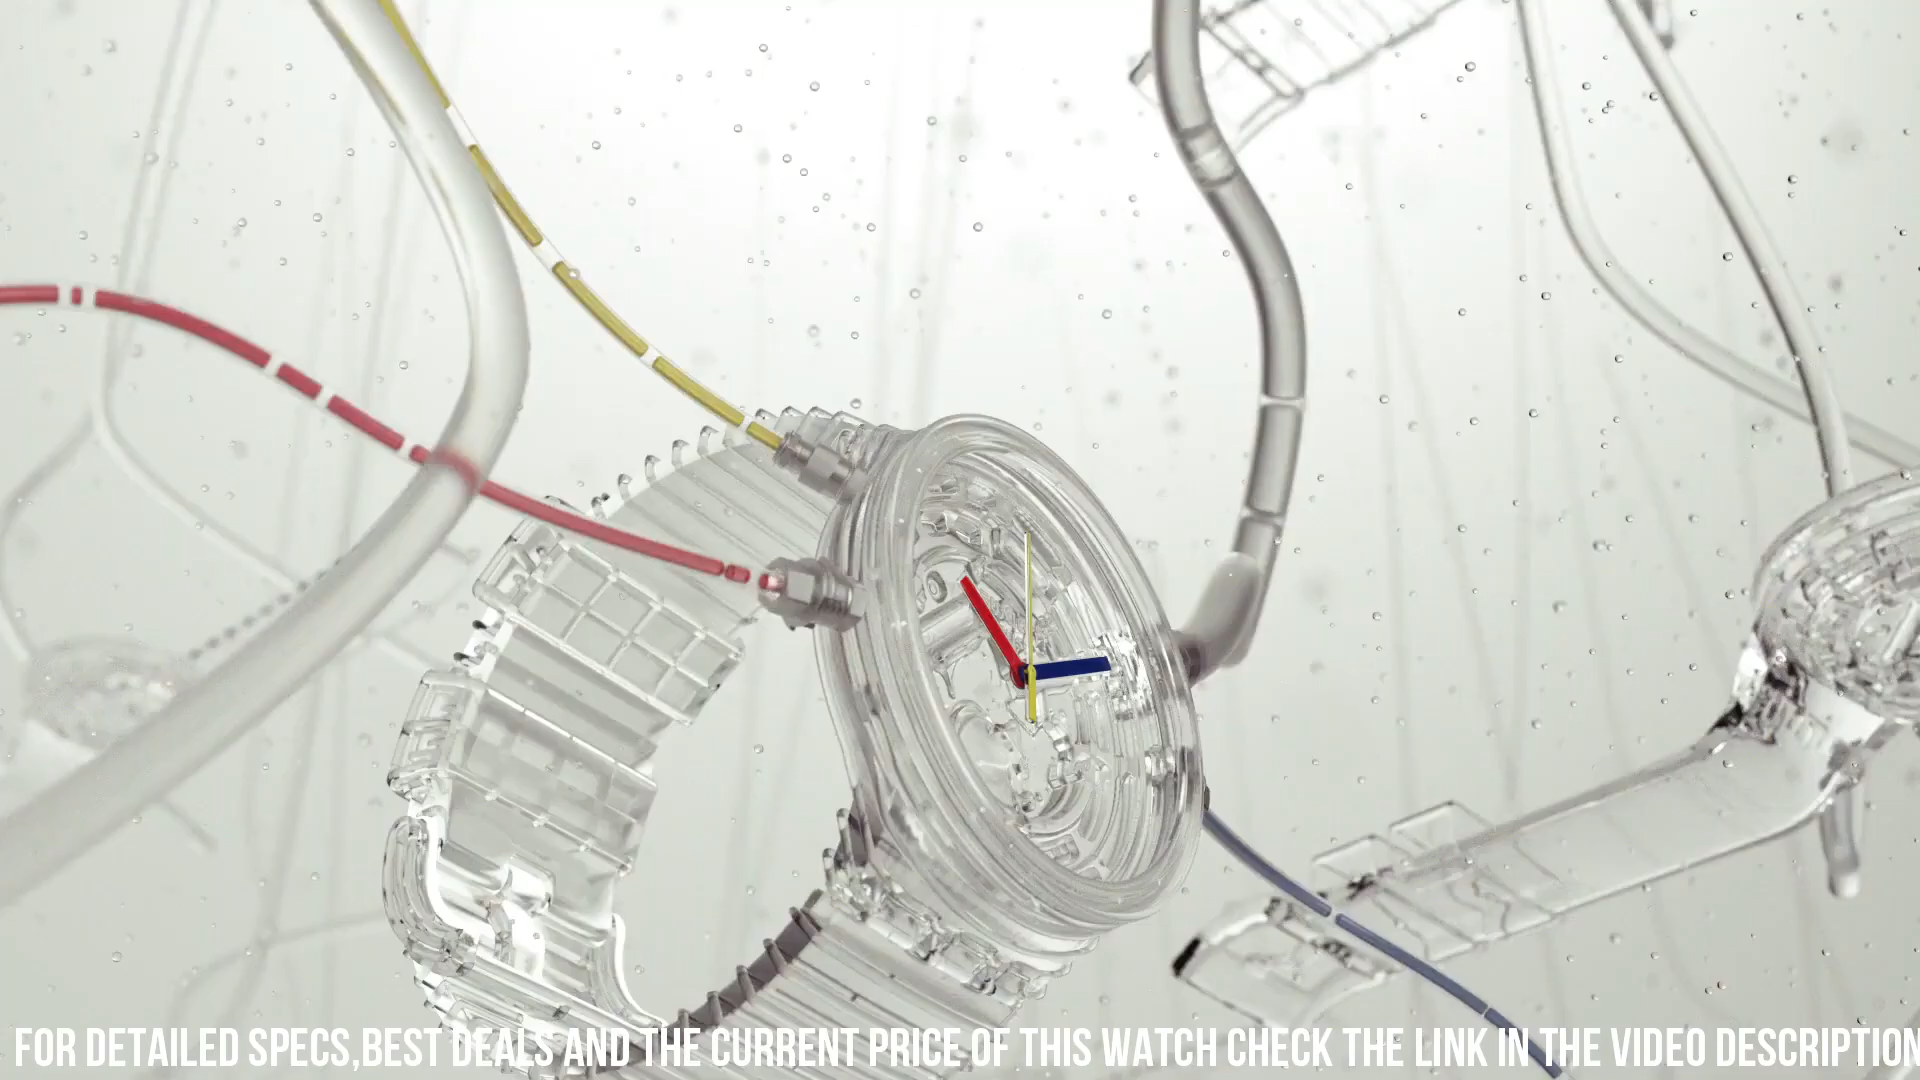 FOR DETAILED SPECS,BEST DEALS AND THE CURRENT PRICE OF THIS WATCH CHECK THE LINK IN THE VIDEO DESCRIPTION